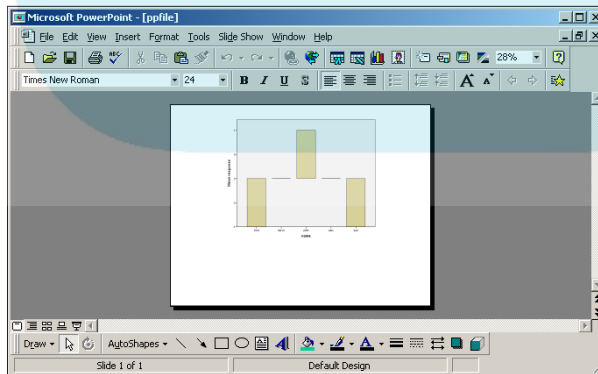 Microsoft PowerPoint - [ppfile]
File Edit View Insert Format Tools Slide Show Window Help
28%
Times New Roman 24 B I U S A A
Draw AutoShapes A A
Slide 1 of 1 Default Design